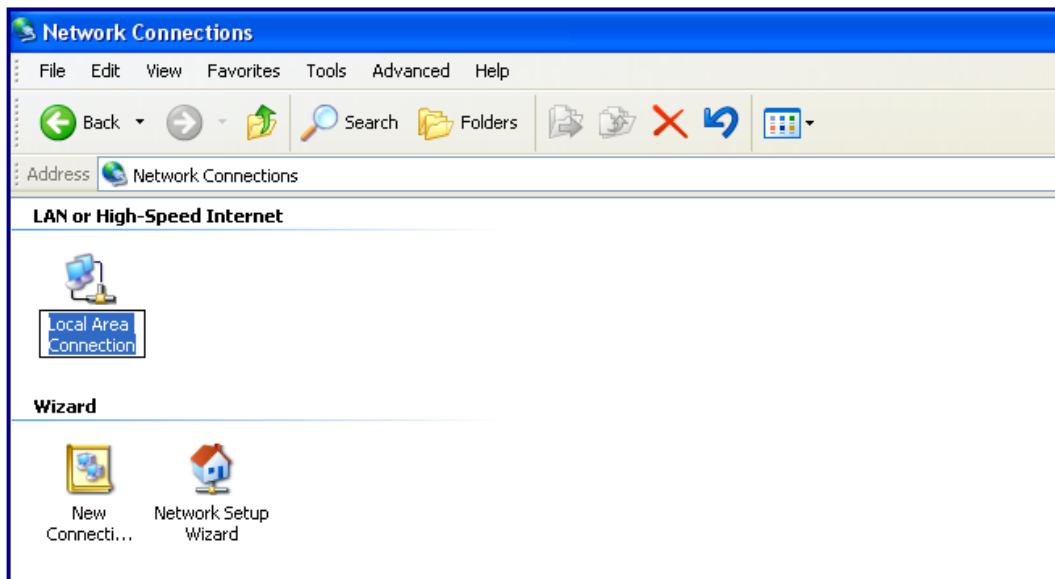 Network Connections
File Edit View Favorites Tools Advanced Help
Back Search Folders
Address Network Connections
LAN or High-Speed Internet
Local Area
Connection
Wizard
New
Connecti...
Network Setup
Wizard